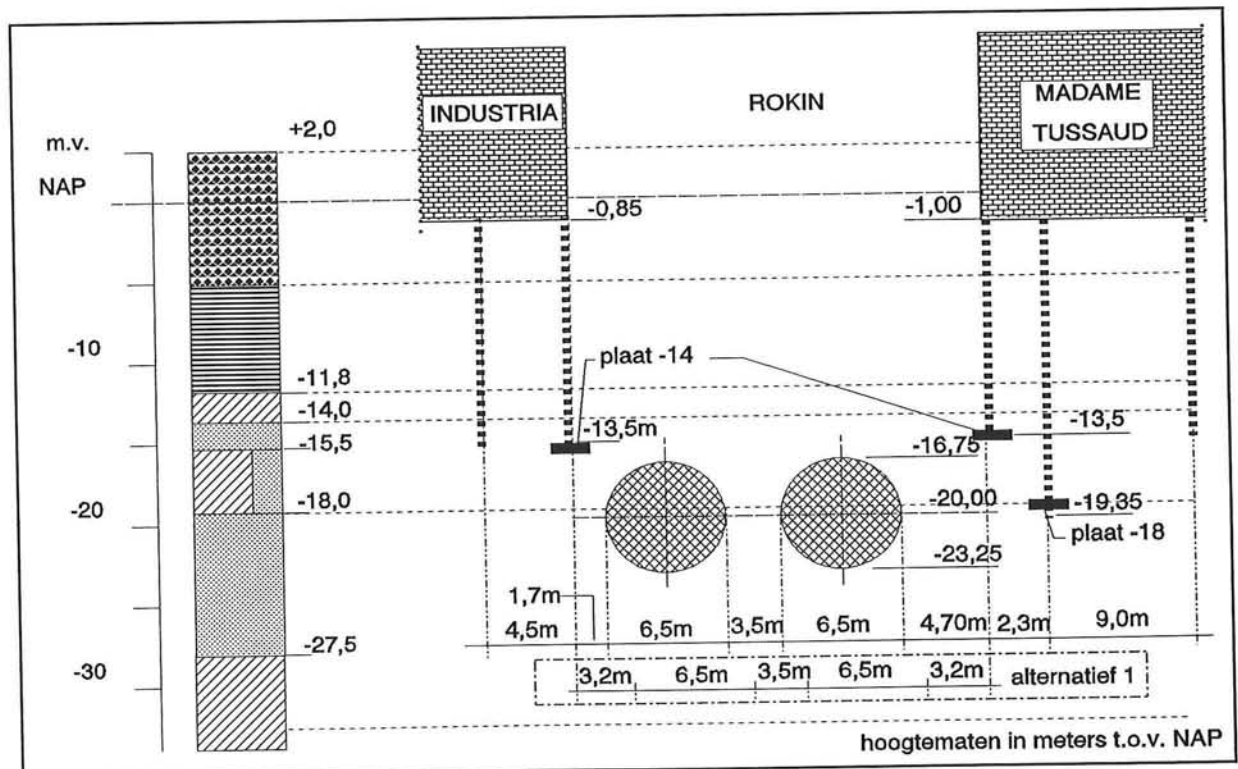 m.v.
+2,0
INDUSTRIA
ROKIN
MADAME
TUSSAUD
NAP
-0,85
-1,00
-10
-11,8
plaat -14
-14,0
-13,5m
-13,5
-15,5
-16,75
-18,0
-20
-20,00
-19,35
plaat -18
-23,25
1,7m
4,5m
6,5m
3,5m
6,5m
4,70m
2,3m
9,0m
-27,5
-30
3,2m
6,5m
3,5m
6,5m
3,2m
alternatief 1
hoogtematen in meters t.o.v. NAP